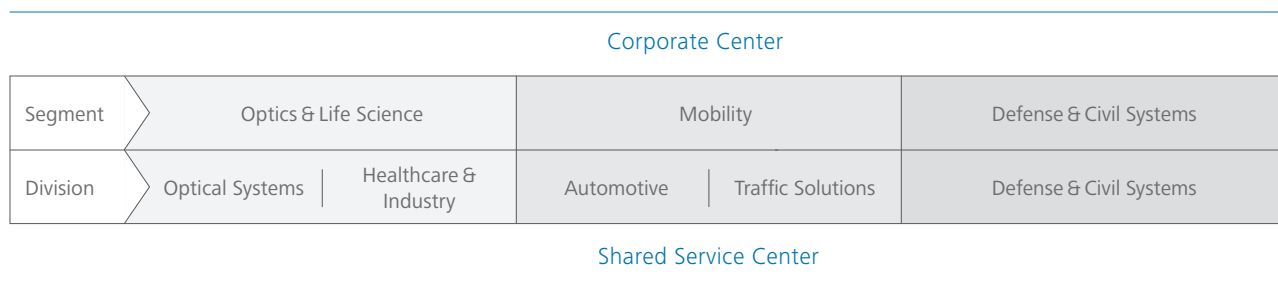 Corporate Center
Segment
Optics & Life Science
Mobility
Defense & Civil Systems
Division
Optical Systems
Healthcare &
Industry
Automotive
Traffic Solutions
Defense & Civil Systems
Shared Service Center